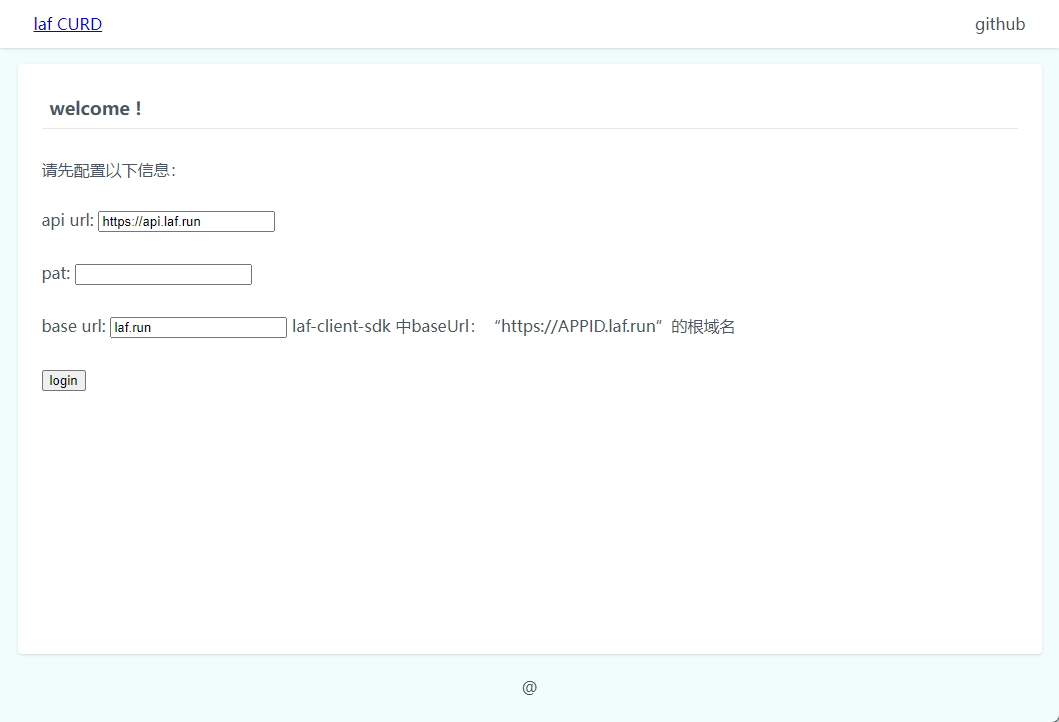 laf CURD github
welcome !
请先配置以下信息：
api url: https://api.laf.run
pat:
base url: laf.run laf-client-sdk 中baseUrl：“https://APPID.laf.run”的根域名
login
@